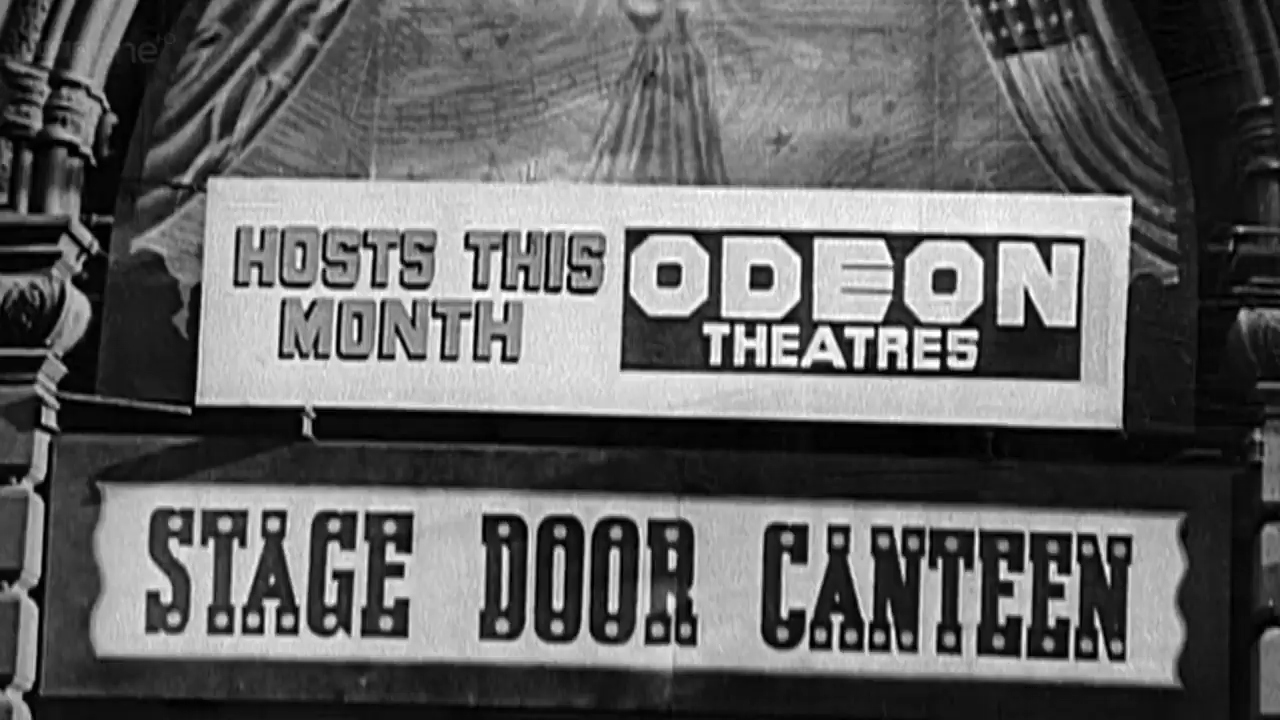 HOSTS THIS
MONTH
ODEON
THEATRES
STAGE DOOR CANTEEN